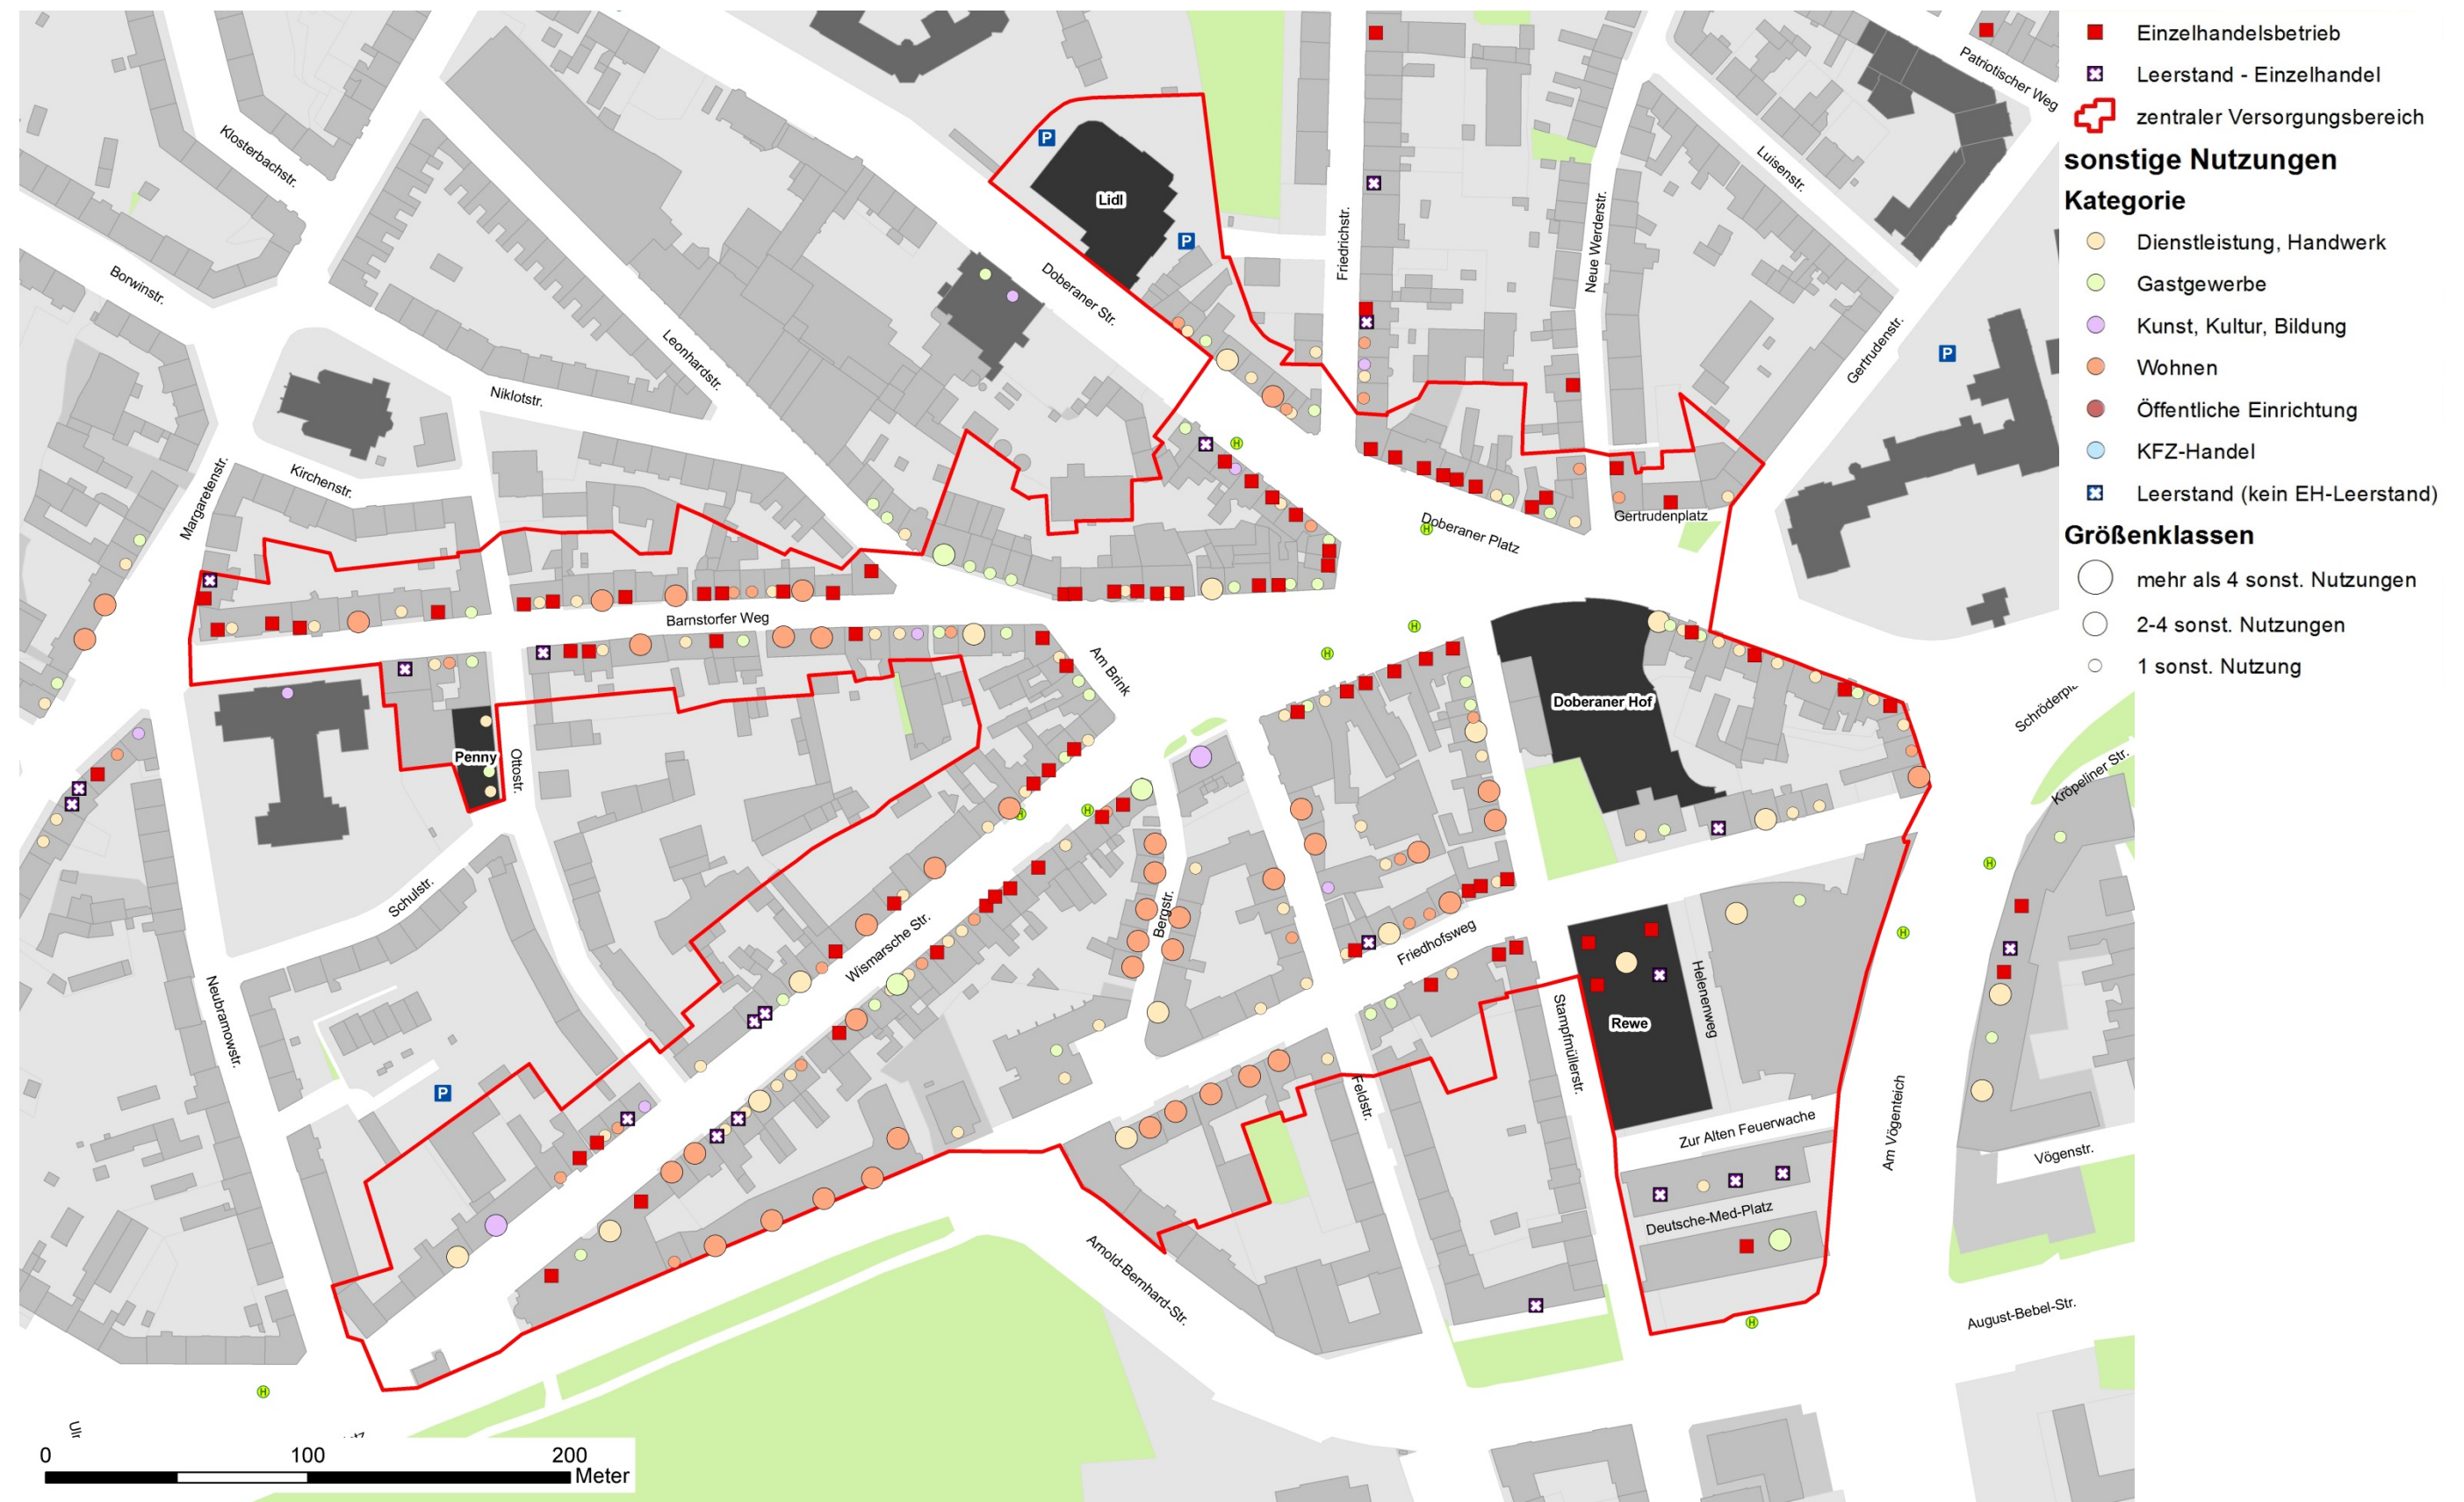 Einzelhandelsbetrieb
Leerstand - Einzelhandel
zentraler Versorgungsbereich
sonstige Nutzungen
Kategorie
Dienstleistung, Handwerk
Gastgewerbe
Kunst, Kultur, Bildung
Wohnen
Öffentliche Einrichtung
KFZ-Handel
Leerstand (kein EH-Leerstand)
Größenklassen
mehr als 4 sonst. Nutzungen
2-4 sonst. Nutzungen
1 sonst. Nutzung
Patriotischer Weg
Klosterbachstr.
P
Lidl
P
Luisenstr.
Friedrichstr.
Neue Werderstr.
Borwinstr.
Doberaner Str.
Leonhardstr.
Gertrudenstr.
P
Niklotstr.
H
Kirchenstr.
Margaretenstr.
Doberaner Platz
H
Gertrudenplatz
Barnstorfer Weg
H
H
Am Brink
Doberaner Hof
Penny
Ottostr.
Kröpeliner Str.
H
H
H
Schulstr.
Bergstr.
Wismarsche Str.
Friedhofsweg
H
Helenenweg
Stampfmüllerstr.
Rewe
Neubramowstr.
P
Feldstr.
Am Vögenteich
Zur Alten Feuerwache
Vögenstr.
Deutsche-Med-Platz
Arnold-Bernhard-Str.
August-Bebel-Str.
H
H
0 100 200
Meter